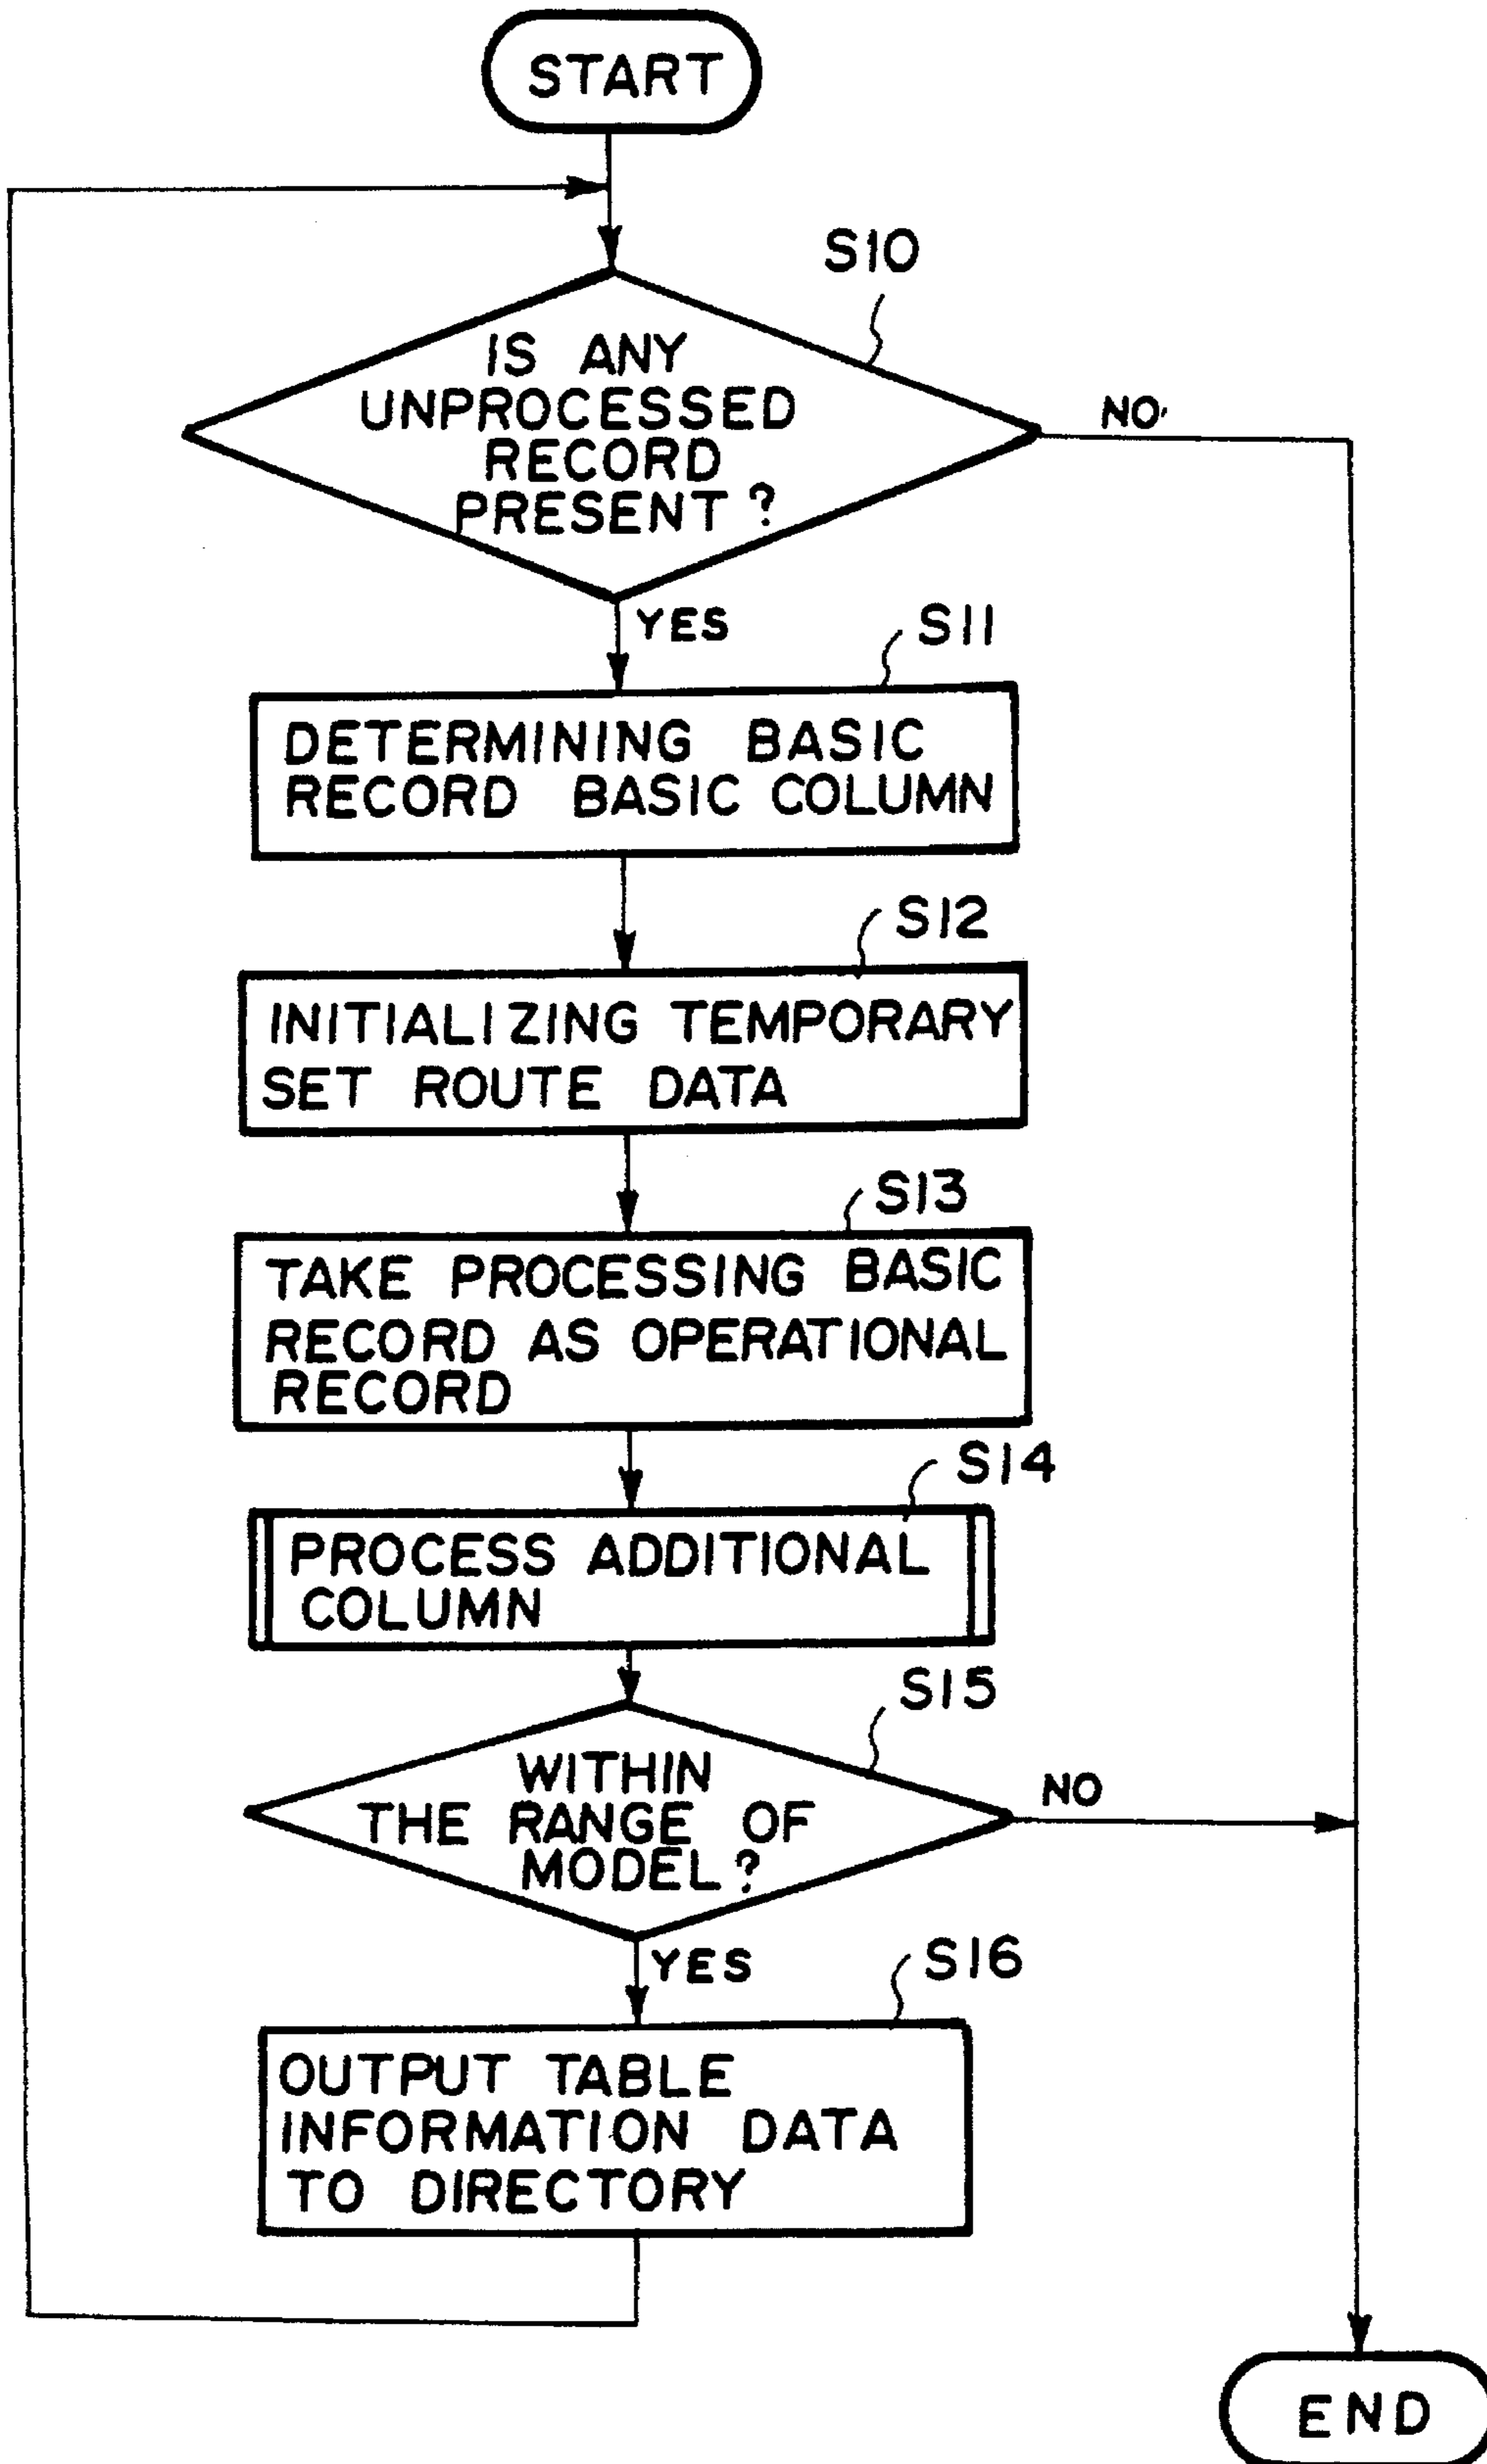 START
S10
IS ANY
UNPROCESSED
RECORD
PRESENT?
NO
YES
S11
DETERMINING BASIC
RECORD BASIC COLUMN
S12
INITIALIZING TEMPORARY
SET ROUTE DATA
S13
TAKE PROCESSING BASIC
RECORD AS OPERATIONAL
RECORD
S14
PROCESS ADDITIONAL
COLUMN
S15
WITHIN
THE RANGE OF
MODEL?
NO
YES
S16
OUTPUT TABLE
INFORMATION DATA
TO DIRECTORY
END